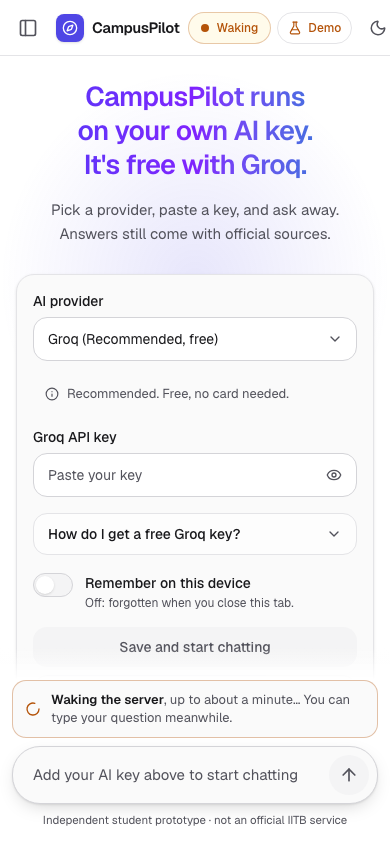 CampusPilot
Waking
Demo
CampusPilot runs
on your own AI key.
It's free with Groq.
Pick a provider, paste a key, and ask away.
Answers still come with official sources.
AI provider
Groq (Recommended, free)
Recommended. Free, no card needed.
Groq API key
Paste your key
How do I get a free Groq key?
Remember on this device
Off: forgotten when you close this tab.
Save and start chatting
Waking the server, up to about a minute… You can
type your question meanwhile.
Add your AI key above to start chatting
Independent student prototype · not an official IITB service